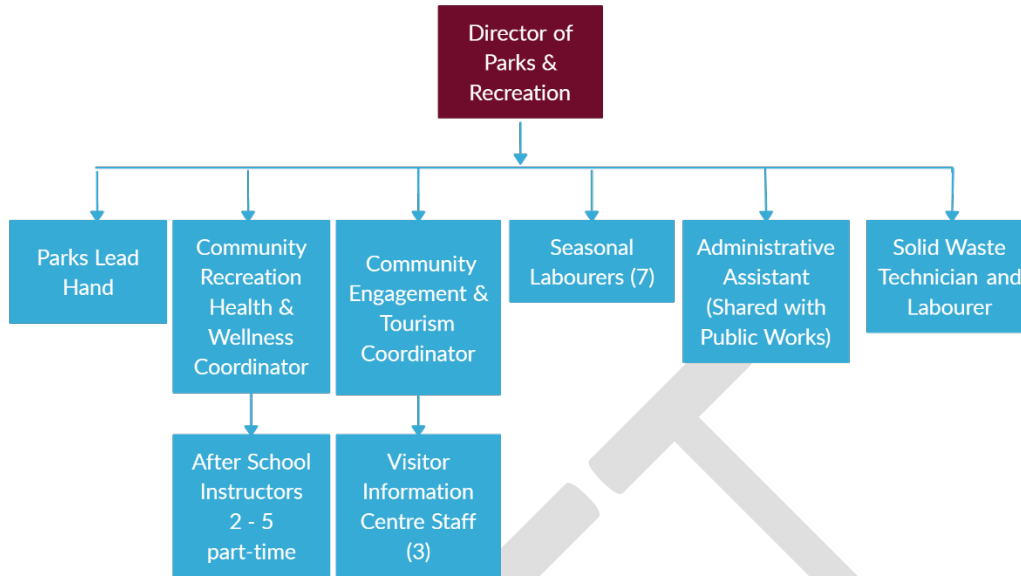 Director of
Parks &
Recreation
Parks Lead
Hand
Community
Recreation
Health &
Wellness
Coordinator
Community
Engagement &
Tourism
Coordinator
Seasonal
Labourers (7)
Administrative
Assistant
(Shared with
Public Works)
Solid Waste
Technician and
Labourer
After School
Instructors
2 - 5
part-time
Visitor
Information
Centre Staff
(3)